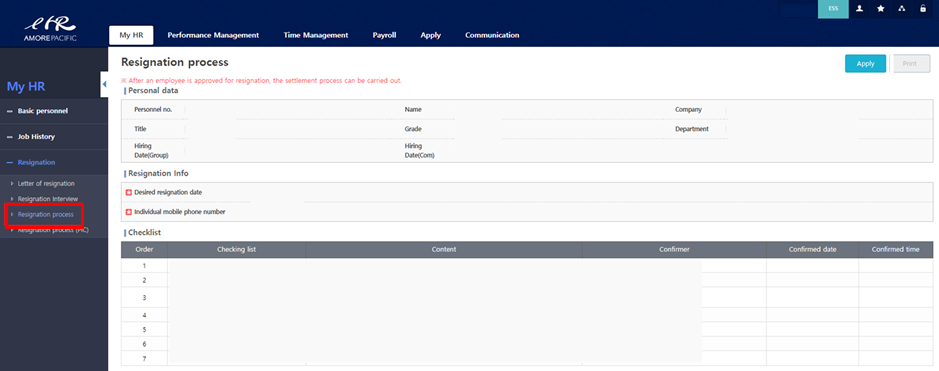 eHR
AMOREPACIFIC
ESS
My HR
Performance Management
Time Management
Payroll
Apply
Communication
My HR
Basic personnel
Job History
Resignation
Letter of resignation
Resignation Interview
Resignation process
Resignation process (PIC)
Resignation process
Apply
Print
※ After an employee is approved for resignation, the settlement process can be carried out.
Personal data
Personnel no.
Name
Company
Title
Grade
Department
Hiring
Date(Group)
Hiring
Date(Com)
Resignation Info
Desired resignation date
Individual mobile phone number
Checklist
Order
Checking list
Content
Confirmer
Confirmed date
Confirmed time
1
2
3
4
5
6
7